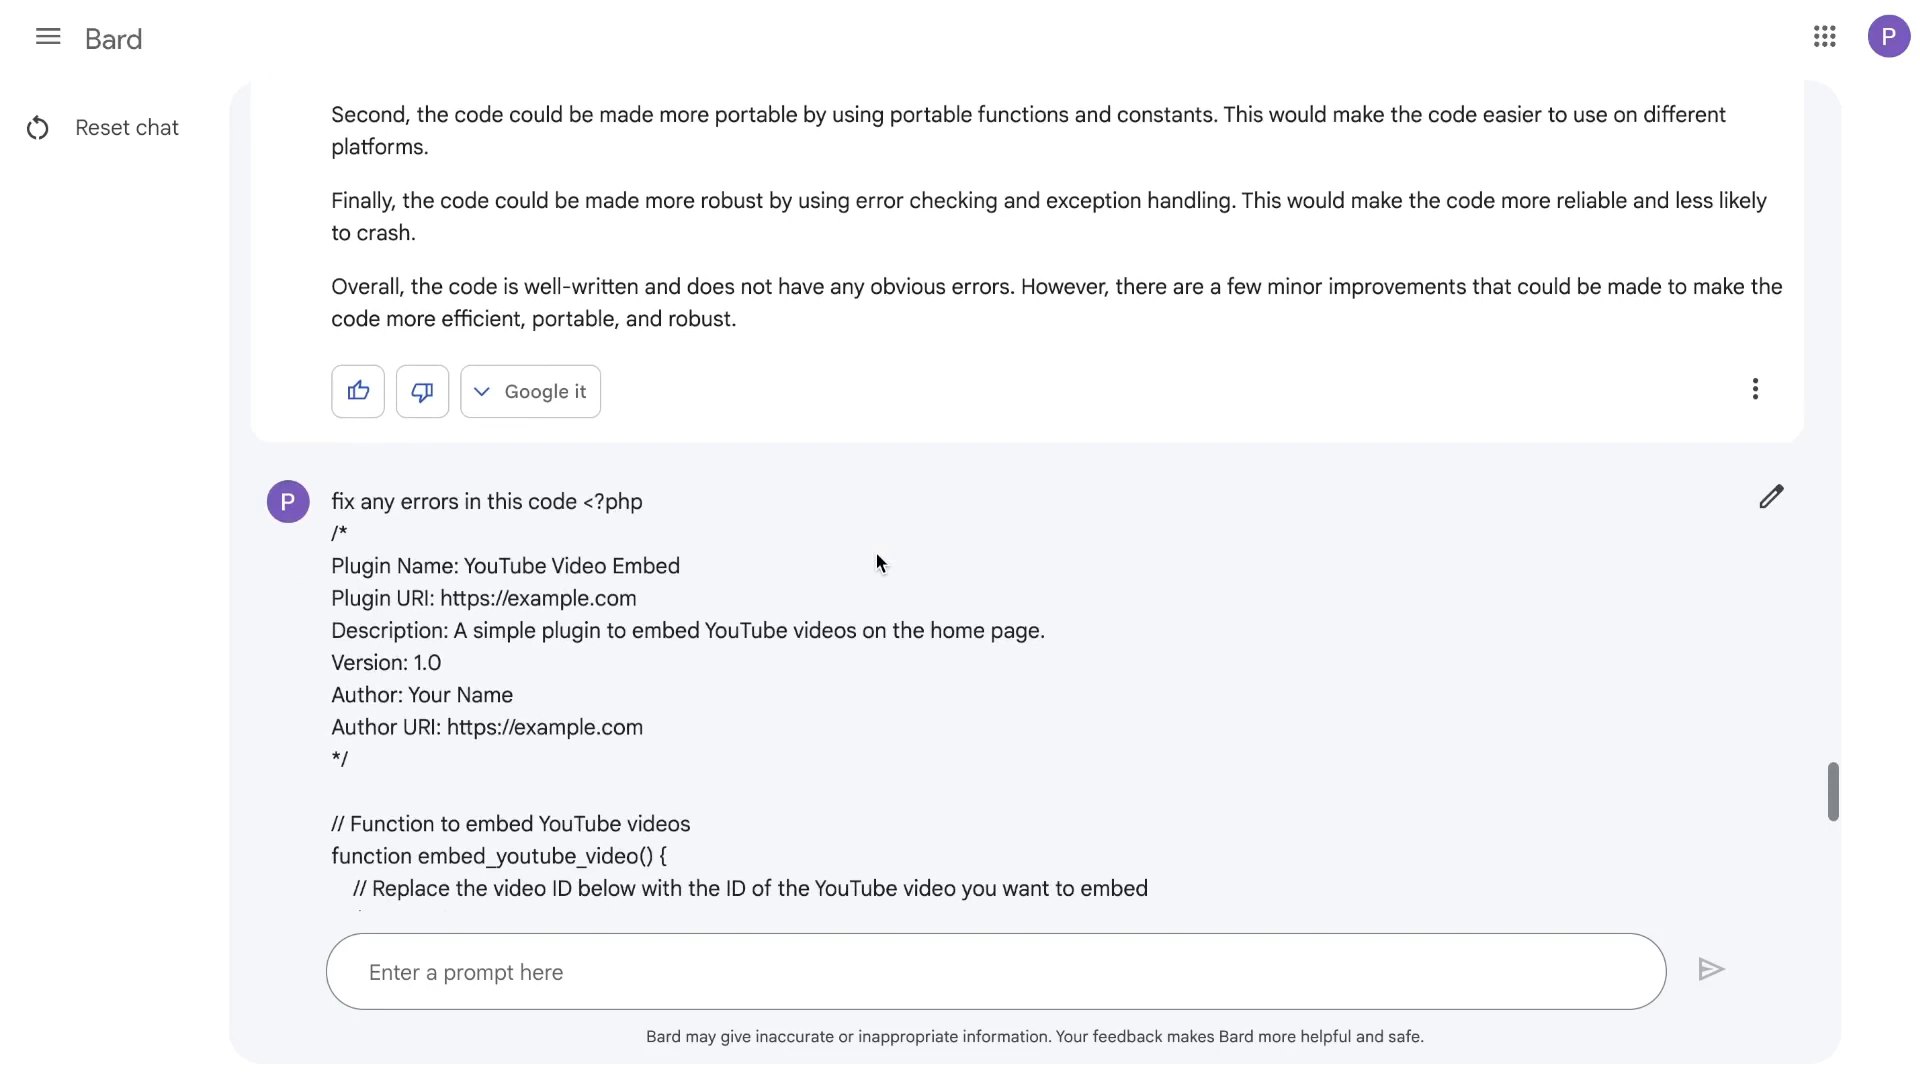 Bard
P
Reset chat
Second, the code could be made more portable by using portable functions and constants. This would make the code easier to use on different
platforms.
Finally, the code could be made more robust by using error checking and exception handling. This would make the code more reliable and less likely
to crash.
Overall, the code is well-written and does not have any obvious errors. However, there are a few minor improvements that could be made to make the
code more efficient, portable, and robust.
Google it
P
fix any errors in this code <?php
/*
Plugin Name: YouTube Video Embed
Plugin URI: https://example.com
Description: A simple plugin to embed YouTube videos on the home page.
Version: 1.0
Author: Your Name
Author URI: https://example.com
*/
// Function to embed YouTube videos
function embed_youtube_video() {
// Replace the video ID below with the ID of the YouTube video you want to embed
Enter a prompt here
Bard may give inaccurate or inappropriate information. Your feedback makes Bard more helpful and safe.